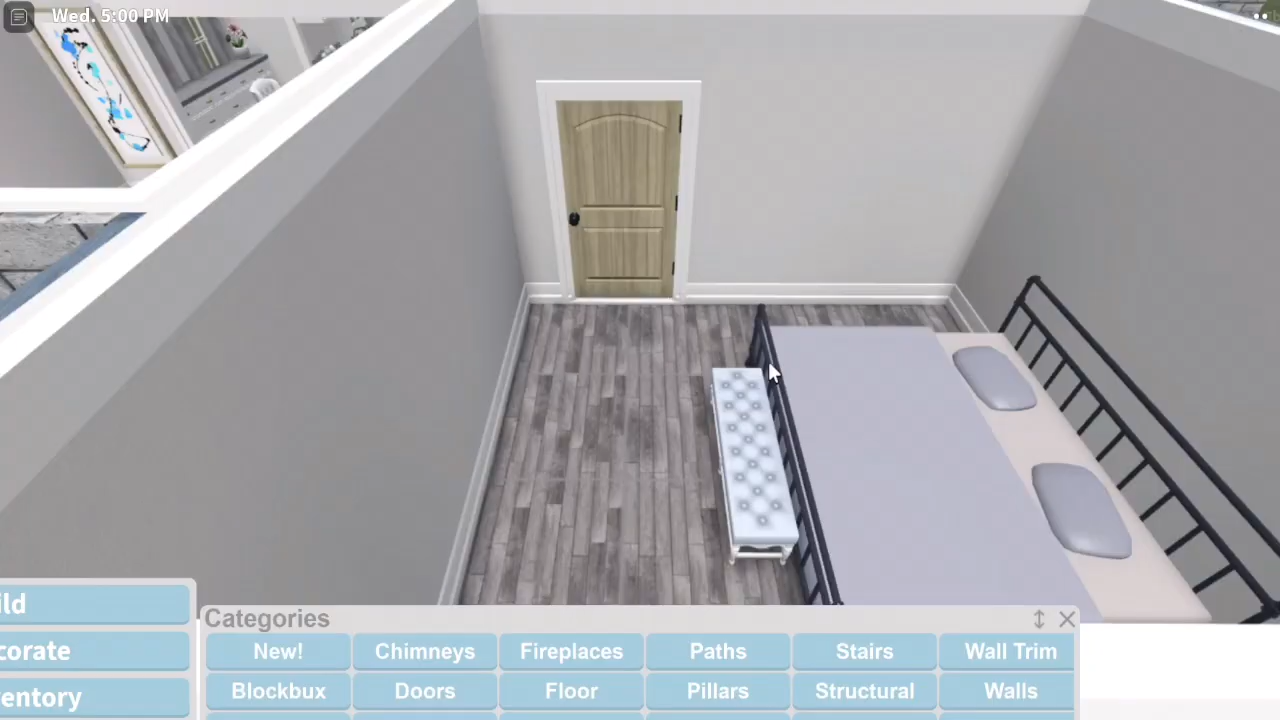 Wed. 5:00 PM
ild
corate
ventory
Categories
New! Chimneys Fireplaces Paths Stairs Wall Trim
Blockbux Doors Floor Pillars Structural Walls